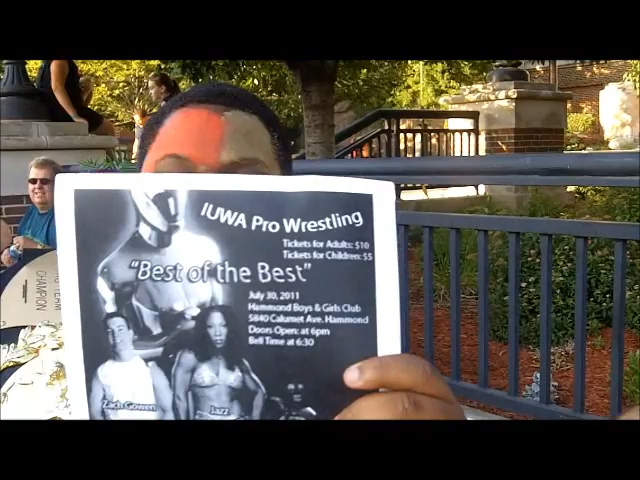 IUWA Pro Wrestling
Tickets for Adults: $10
Tickets for Children: $5
"Best of the Best"
July 30, 2011
Hammond Boys & Girls Club
5840 Calumet Ave. Hammond
Doors Open: at 6pm
Bell Time at 6:30
Zach Gowen
Jazz
TEAM
CHAMPION